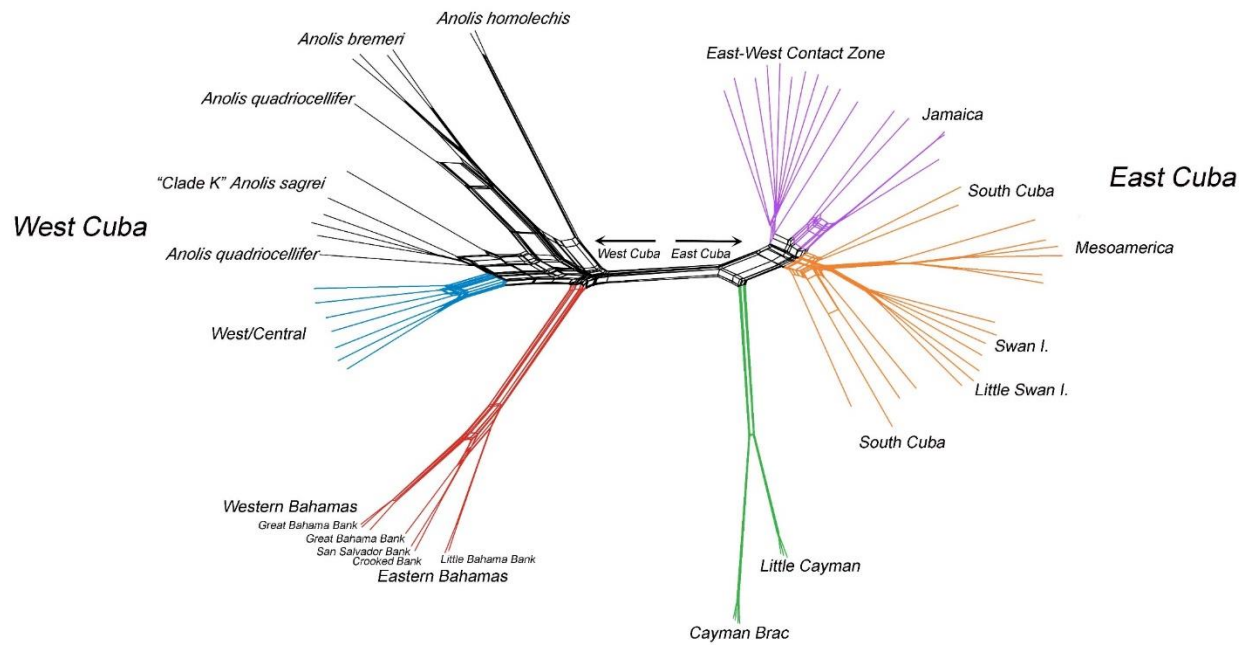 Anolis homolechis
Anolis bremeri
East-West Contact Zone
Anolis quadriocellifer
Jamaica
"Clade K" Anolis sagrei
South Cuba
East Cuba
West Cuba
West Cuba East Cuba
Mesoamerica
Anolis quadriocellifer
West/Central
Swan I.
Little Swan I.
South Cuba
Western Bahamas
Great Bahama Bank
Great Bahama Bank
San Salvador Bank
Crooked Bank
Little Bahama Bank
Eastern Bahamas
Little Cayman
Cayman Brac